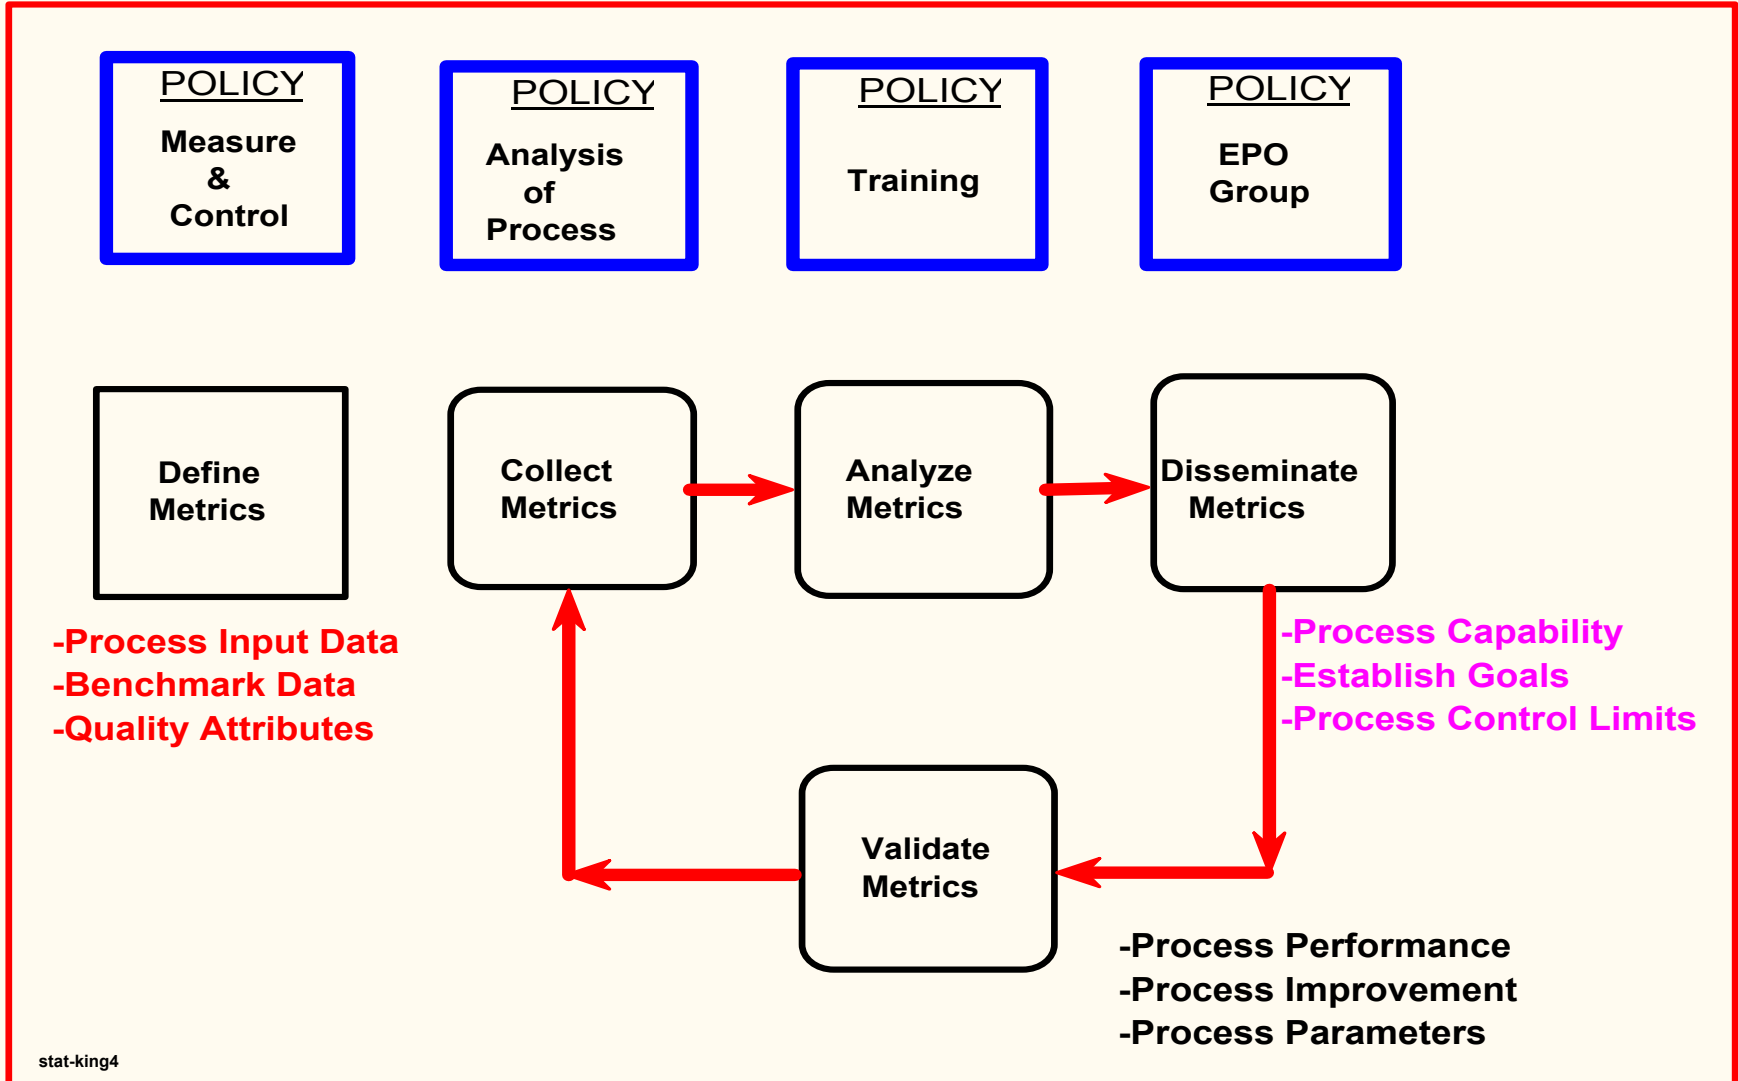 POLICY
Measure
&
Control
POLICY
Analysis
of
Process
POLICY
Training
POLICY
EPO
Group
Define
Metrics
-Process Input Data
-Benchmark Data
-Quality Attributes
Collect
Metrics
Analyze
Metrics
Disseminate
Metrics
-Process Capability
-Establish Goals
-Process Control Limits
Validate
Metrics
-Process Performance
-Process Improvement
-Process Parameters
stat-king4